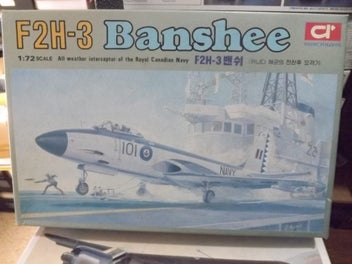 F2H-3 Banshee
1:72 SCALE All weather interceptor of the Royal Canadian Navy F2H-3 밴쉬
101
NAVY
23